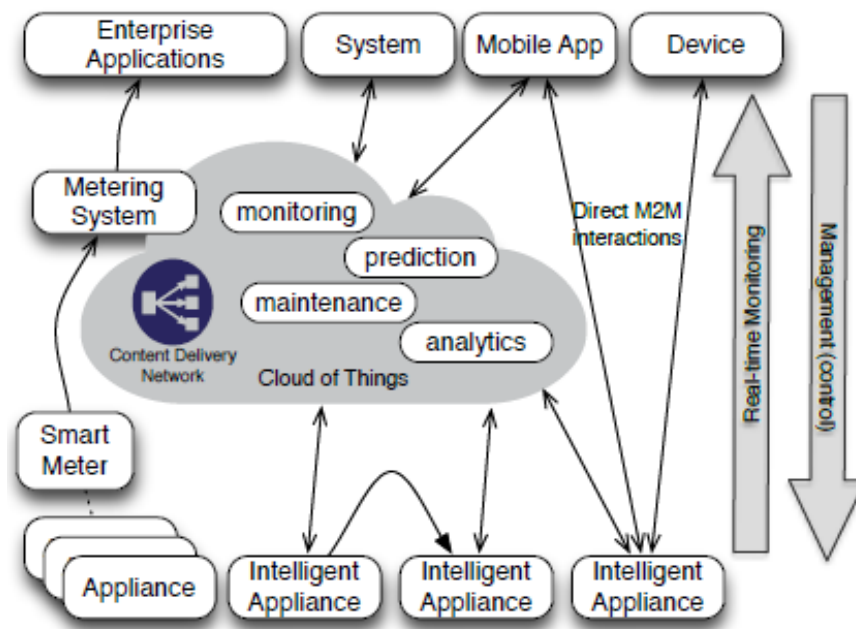 Enterprise
Applications
System
Mobile App
Device
Metering
System
monitoring
prediction
maintenance
analytics
Content Delivery
Network
Cloud of Things
Direct M2M
interactions
Real-time Monitoring
Management (control)
Smart
Meter
Appliance
Intelligent
Appliance
Intelligent
Appliance
Intelligent
Appliance